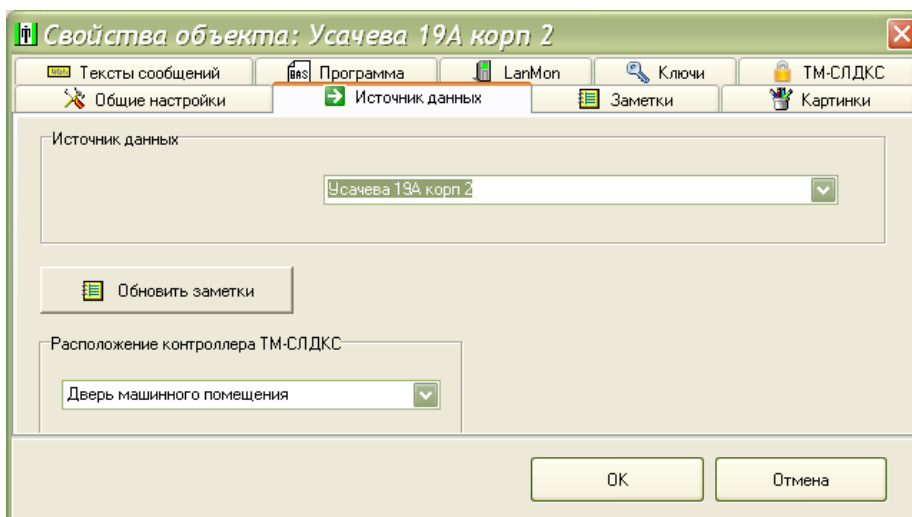 Свойства объекта: Усачева 19А корп 2
Тексты сообщений Программа LanMon Ключи ТМ-СЛДКС
Общие настройки Источник данных Заметки Картинки
Источник данных
Усачева 19А корп 2
Обновить заметки
Расположение контроллера ТМ-СЛДКС
Дверь машинного помещения
OK Отмена